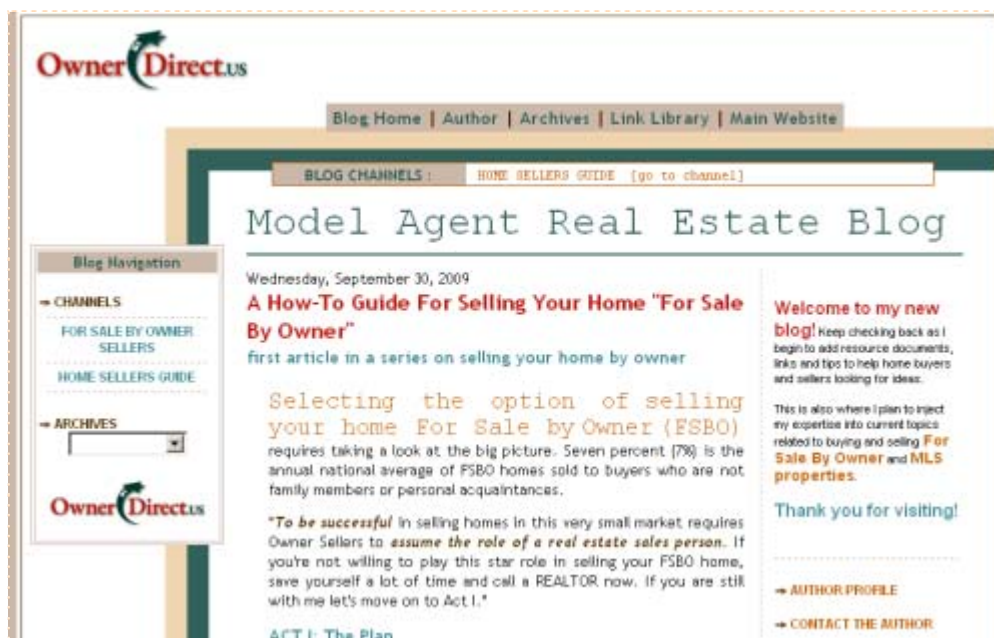 OwnerDirect.us
Blog Home | Author | Archives | Link Library | Main Website
BLOG CHANNELS : HOME SELLERS GUIDE [go to channel]
Model Agent Real Estate Blog
Blog Navigation
CHANNELS
FOR SALE BY OWNER
SELLERS
HOME SELLERS GUIDE
ARCHIVES
OwnerDirect.us
Wednesday, September 30, 2009
A How-To Guide For Selling Your Home "For Sale
By Owner"
first article in a series on selling your home by owner
Selecting the option of selling
your home For Sale by Owner (FSBO)
requires taking a look at the big picture. Seven percent (7%) is the
annual national average of FSBO homes sold to buyers who are not
family members or personal acquaintances.
"To be successful in selling homes in this very small market requires
Owner Sellers to assume the role of a real estate sales person. If
you're not willing to play this star role in selling your FSBO home,
save yourself a lot of time and call a REALTOR now. If you are still
with me let's move on to Act I."
ACT I: The Plan
Welcome to my new
blog! Keep checking back as I
begin to add resource documents,
links and tips to help home buyers
and sellers looking for ideas.
This is also where I plan to inject
my expertise into current topics
related to buying and selling For
Sale By Owner and MLS
properties.
Thank you for visiting!
AUTHOR PROFILE
CONTACT THE AUTHOR